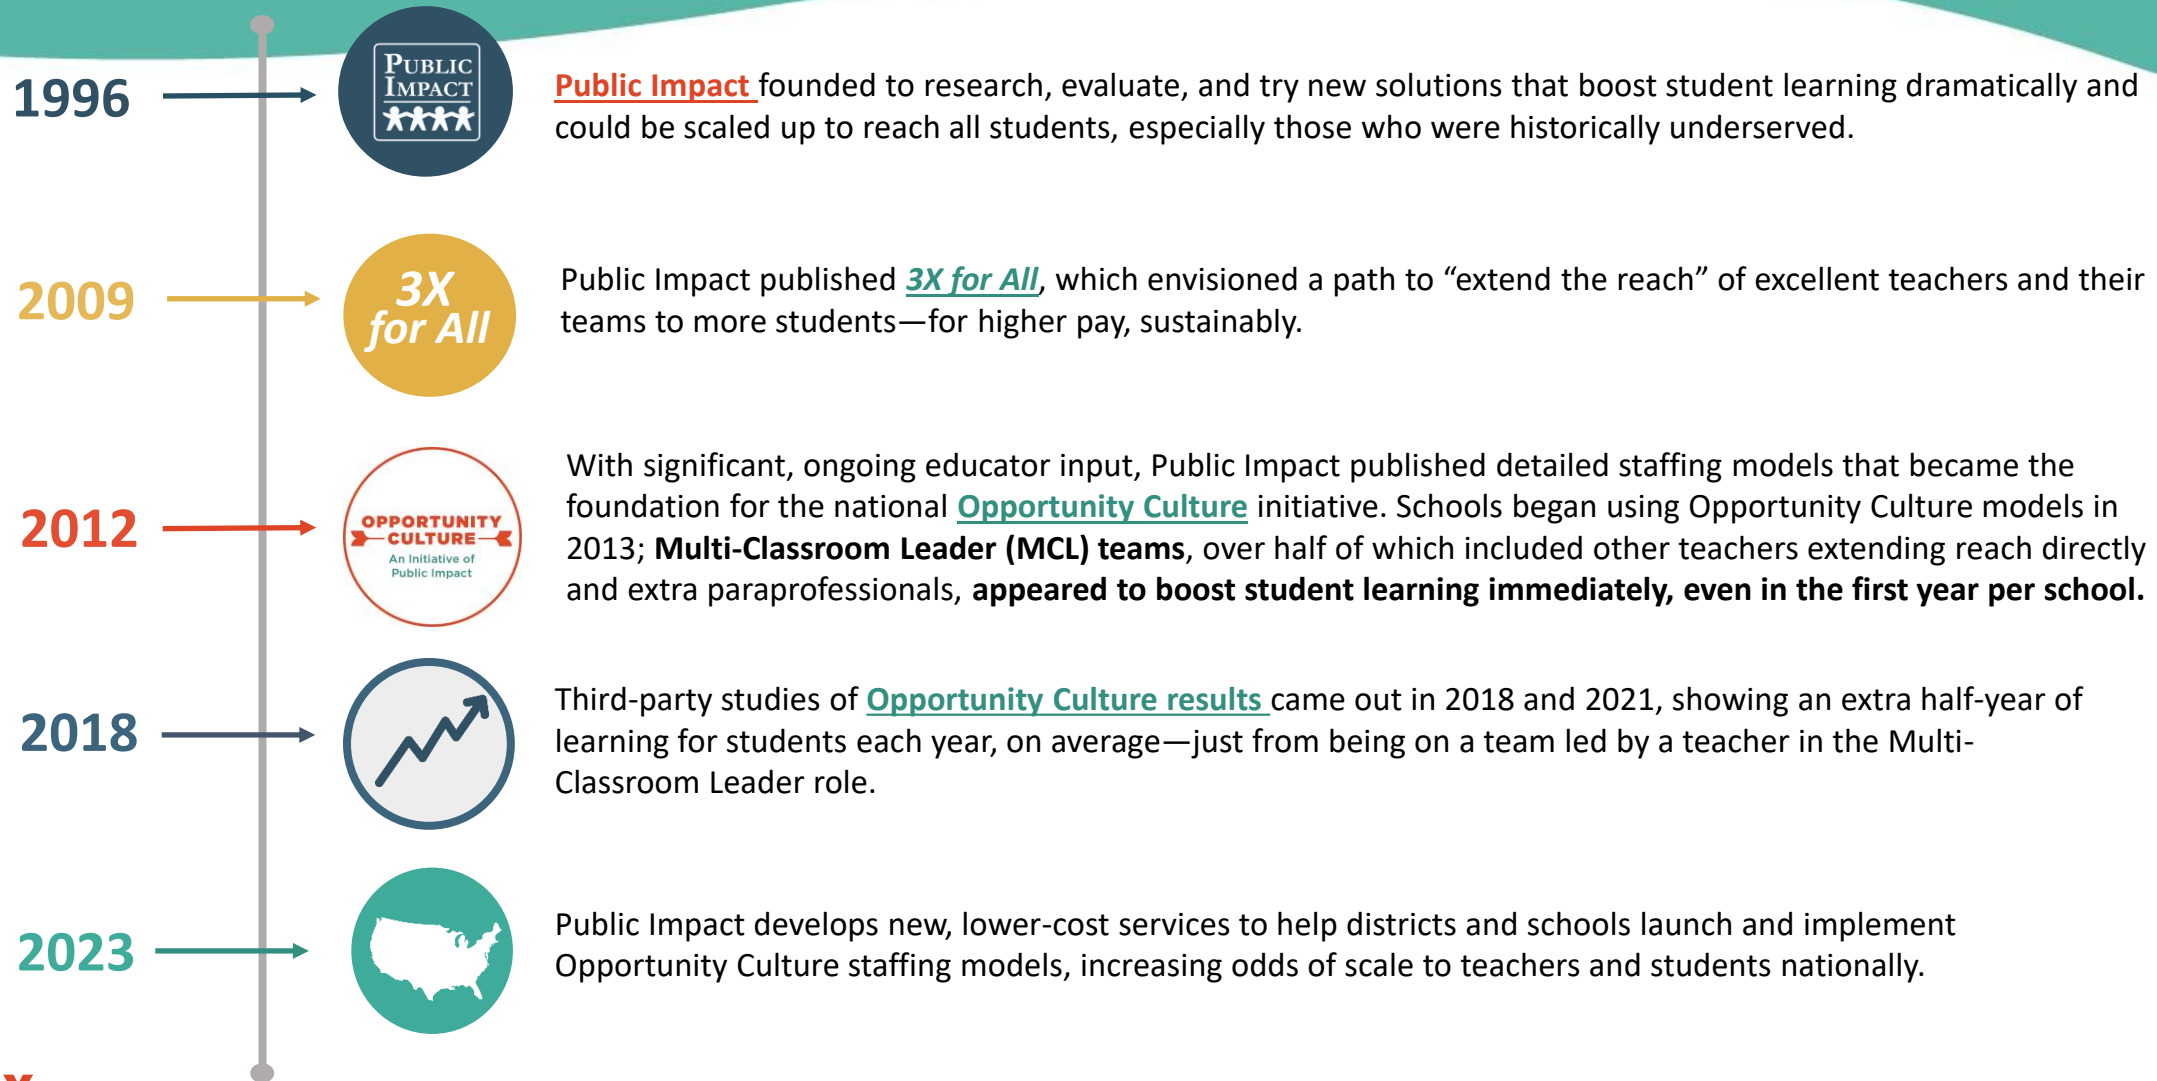 1996
PUBLIC
IMPACT
Public Impact founded to research, evaluate, and try new solutions that boost student learning dramatically and
could be scaled up to reach all students, especially those who were historically underserved.
2009
3X
for All
Public Impact published 3X for All, which envisioned a path to “extend the reach” of excellent teachers and their
teams to more students—for higher pay, sustainably.
2012
OPPORTUNITY
CULTURE
An Initiative of
Public Impact
With significant, ongoing educator input, Public Impact published detailed staffing models that became the
foundation for the national Opportunity Culture initiative. Schools began using Opportunity Culture models in
2013; Multi-Classroom Leader (MCL) teams, over half of which included other teachers extending reach directly
and extra paraprofessionals, appeared to boost student learning immediately, even in the first year per school.
2018
Third-party studies of Opportunity Culture results came out in 2018 and 2021, showing an extra half-year of
learning for students each year, on average—just from being on a team led by a teacher in the Multi-
Classroom Leader role.
2023
Public Impact develops new, lower-cost services to help districts and schools launch and implement
Opportunity Culture staffing models, increasing odds of scale to teachers and students nationally.